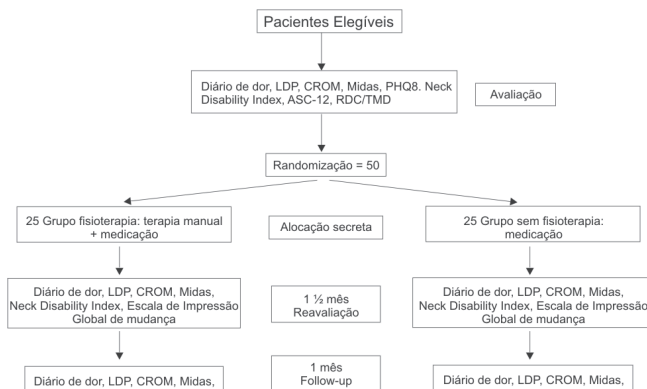 Pacientes Elegíveis
Diário de dor, LDP, CROM, Midas, PHQ8. Neck
Disability Index, ASC-12, RDC/TMD
Avaliação
Randomização = 50
25 Grupo fisioterapia: terapia manual
+ medicação
Alocação secreta
25 Grupo sem fisioterapia:
medicação
Diário de dor, LDP, CROM, Midas,
Neck Disability Index, Escala de Impressão
Global de mudança
1 ½ mês
Reavaliação
Diário de dor, LDP, CROM, Midas,
Neck Disability Index, Escala de Impressão
Global de mudança
Diário de dor, LDP, CROM, Midas,
1 mês
Follow-up
Diário de dor, LDP, CROM, Midas,